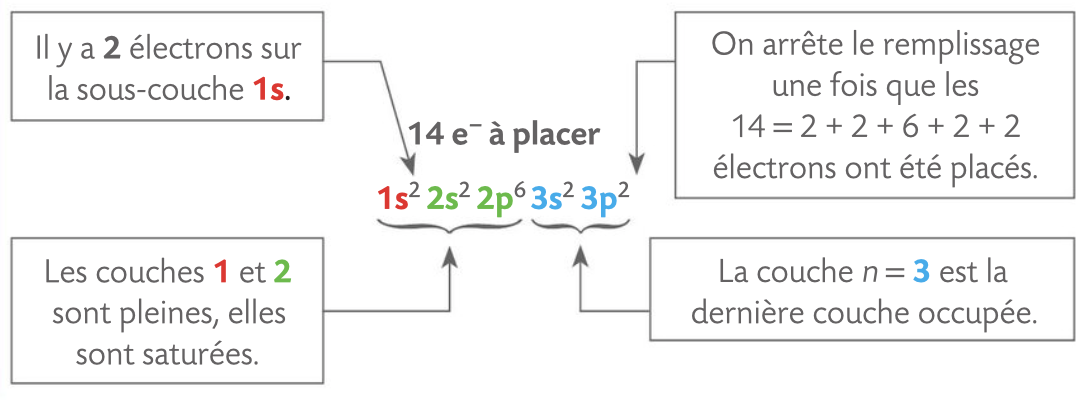 Il y a 2 électrons sur
la sous-couche 1s.
On arrête le remplissage
une fois que les
14 = 2 + 2 + 6 + 2 + 2
électrons ont été placés.
14 e⁻ à placer
1s² 2s² 2p⁶ 3s² 3p²
Les couches 1 et 2
sont pleines, elles
sont saturées.
La couche n = 3 est la
dernière couche occupée.